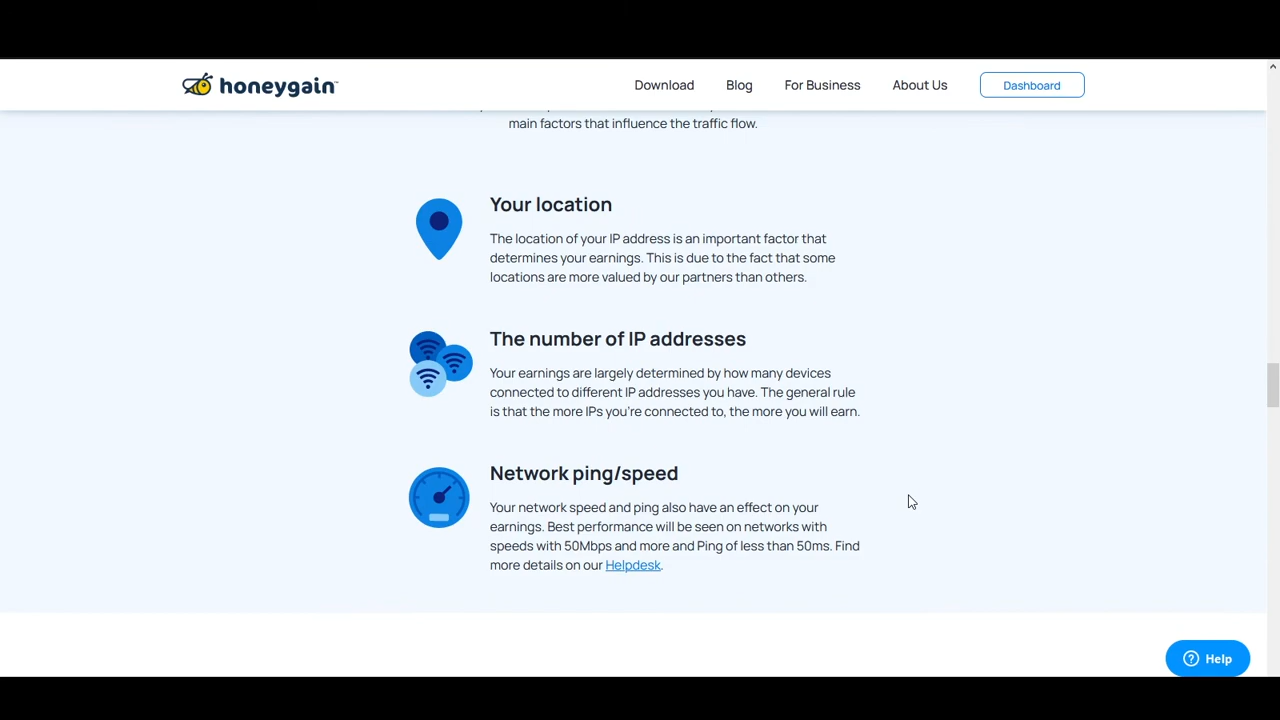 honeygain™
Download Blog For Business About Us Dashboard
main factors that influence the traffic flow.
Your location
The location of your IP address is an important factor that
determines your earnings. This is due to the fact that some
locations are more valued by our partners than others.
The number of IP addresses
Your earnings are largely determined by how many devices
connected to different IP addresses you have. The general rule
is that the more IPs you're connected to, the more you will earn.
Network ping/speed
Your network speed and ping also have an effect on your
earnings. Best performance will be seen on networks with
speeds with 50Mbps and more and Ping of less than 50ms. Find
more details on our Helpdesk.
Help